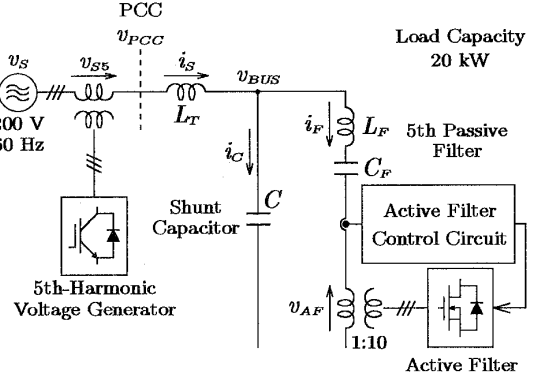 PCC
v_PCC
Load Capacity
20 kW
v_S
v_S5
i_S
v_BUS
L_T
00 V
60 Hz
i_F
L_F
5th Passive
Filter
i_C
C_F
C
Shunt
Capacitor
Active Filter
Control Circuit
5th-Harmonic
Voltage Generator
v_AF
1:10
Active Filter